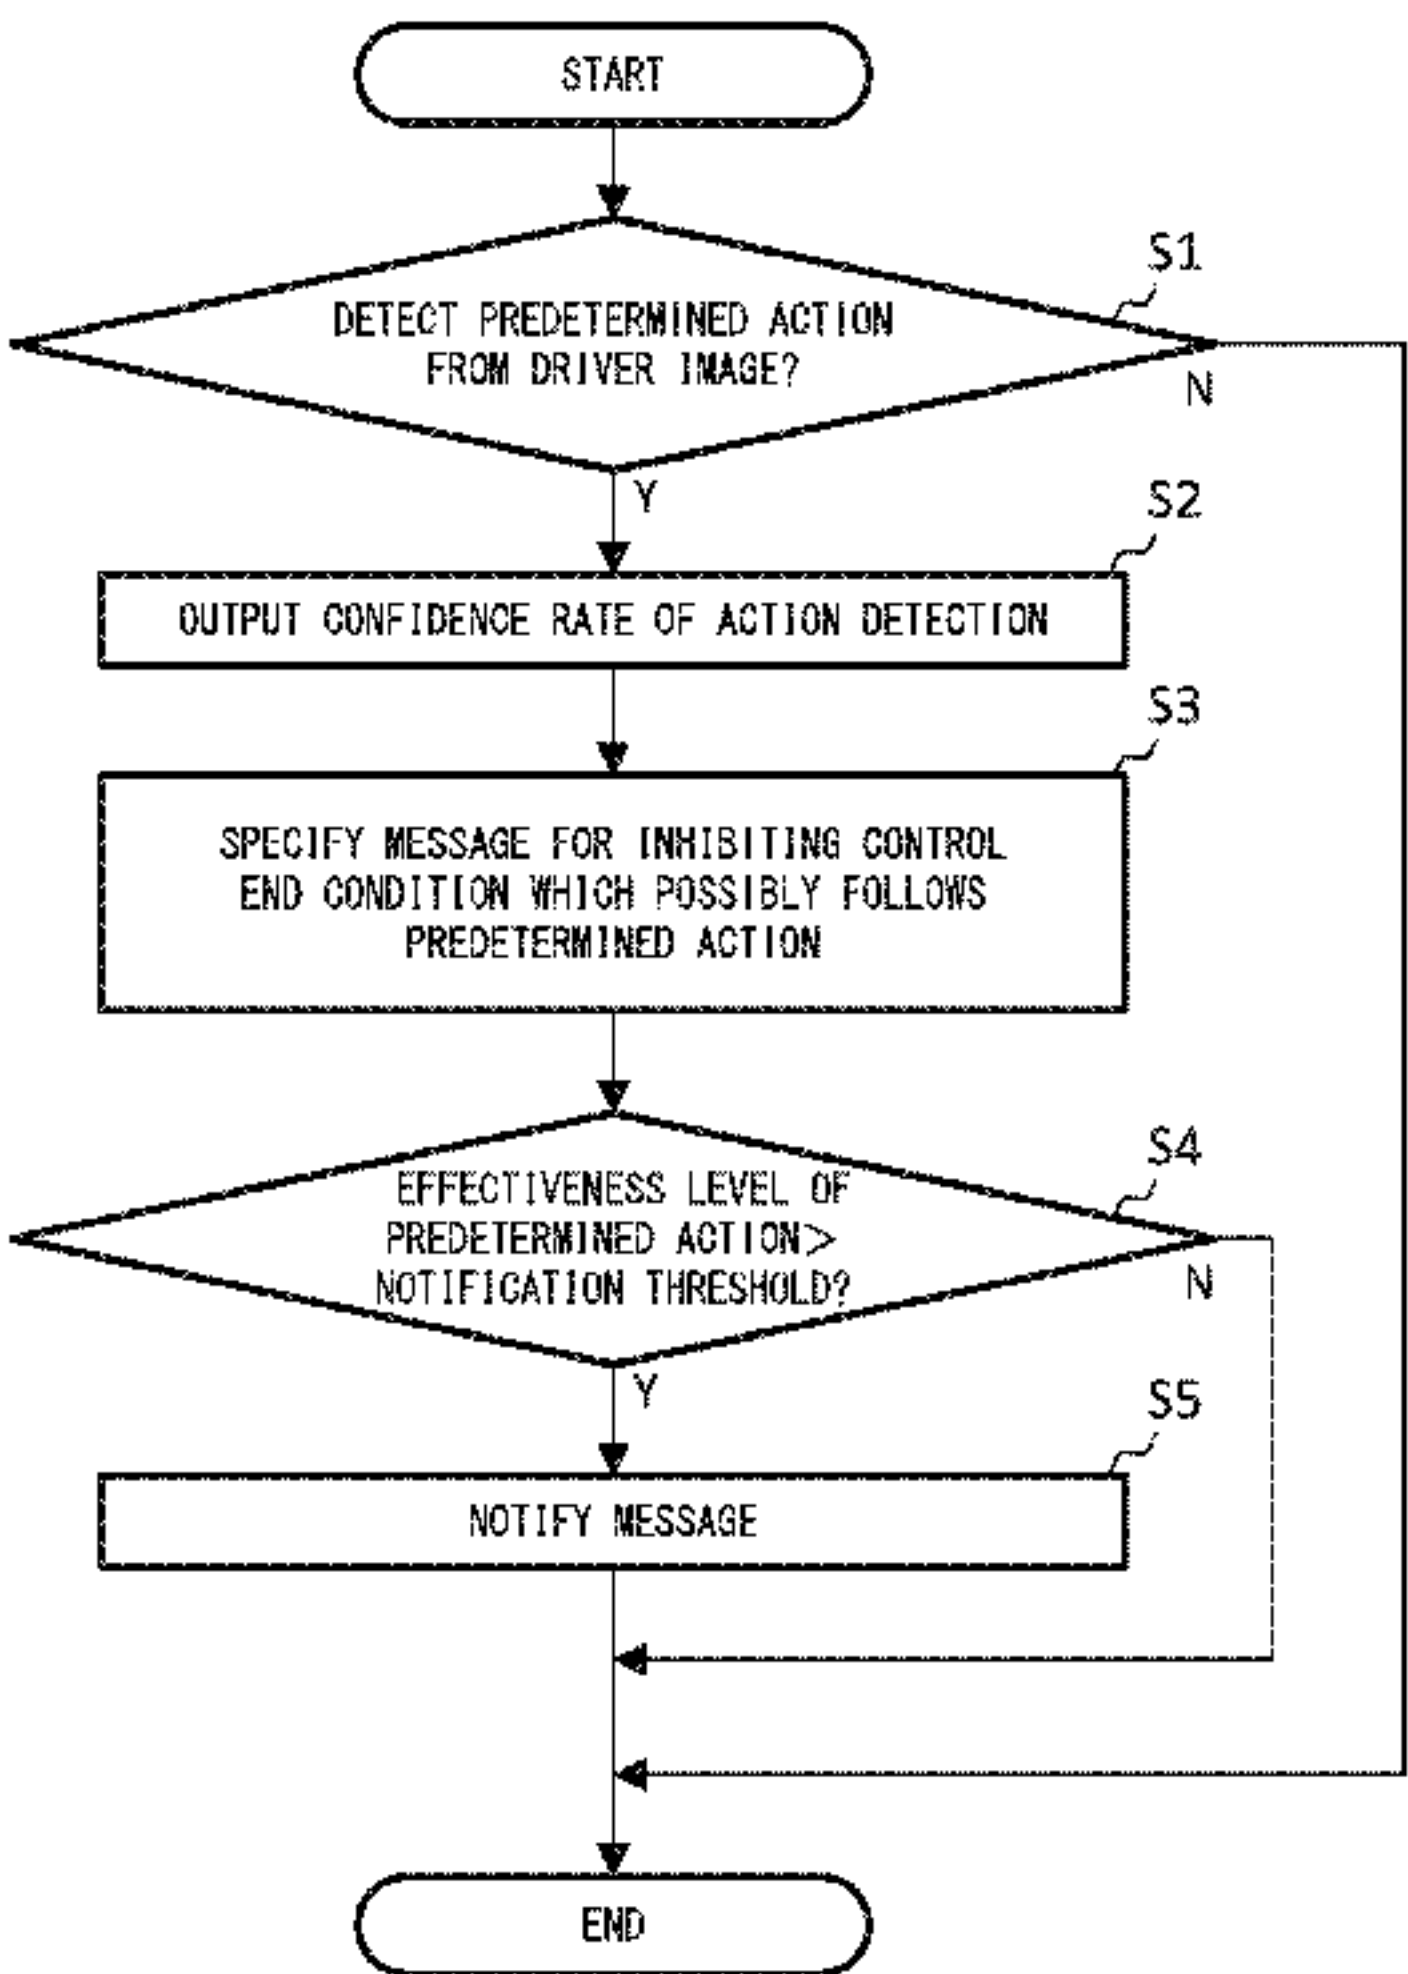 START
S1
DETECT PREDETERMINED ACTION
FROM DRIVER IMAGE?
N
Y
S2
OUTPUT CONFIDENCE RATE OF ACTION DETECTION
S3
SPECIFY MESSAGE FOR INHIBITING CONTROL
END CONDITION WHICH POSSIBLY FOLLOWS
PREDETERMINED ACTION
S4
EFFECTIVENESS LEVEL OF
PREDETERMINED ACTION>
NOTIFICATION THRESHOLD?
N
Y
S5
NOTIFY MESSAGE
END